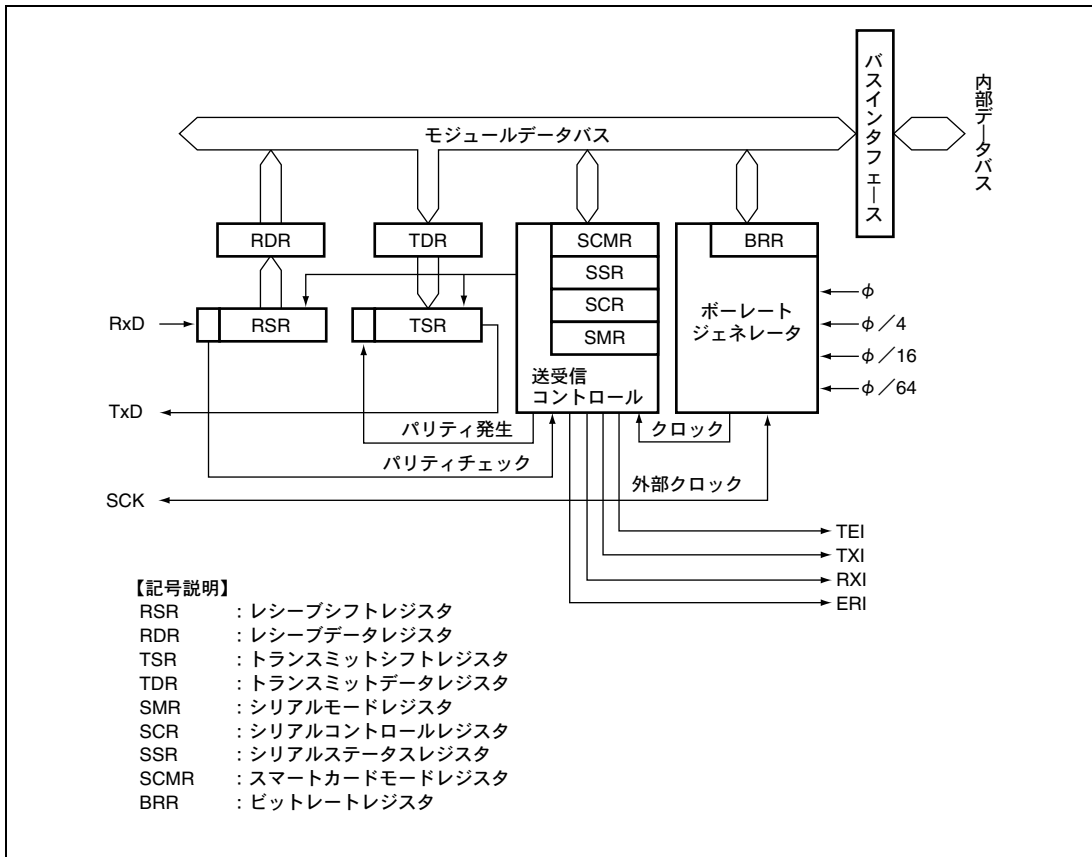 バスインタフェース
内部データバス
モジュールデータバス
RDR
TDR
SCMR
BRR
SSR
SCR
SMR
RxD
RSR
TSR
ボーレート
ジェネレータ
φ
φ／4
φ／16
φ／64
送受信
コントロール
TxD
パリティ発生
クロック
パリティチェック
SCK
外部クロック
TEI
TXI
RXI
ERI
【記号説明】
RSR ：レシーブシフトレジスタ
RDR ：レシーブデータレジスタ
TSR ：トランスミットシフトレジスタ
TDR ：トランスミットデータレジスタ
SMR ：シリアルモードレジスタ
SCR ：シリアルコントロールレジスタ
SSR ：シリアルステータスレジスタ
SCMR ：スマートカードモードレジスタ
BRR ：ビットレートレジスタ